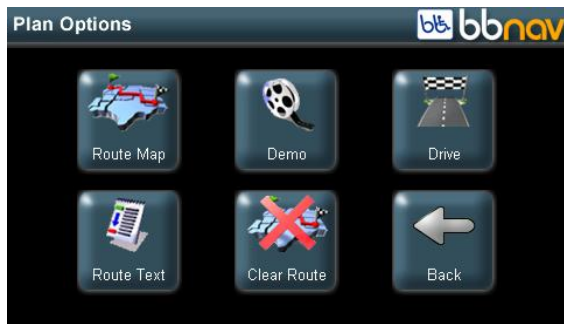 Plan Options
bbnav
Route Map
Demo
Drive
Route Text
Clear Route
Back